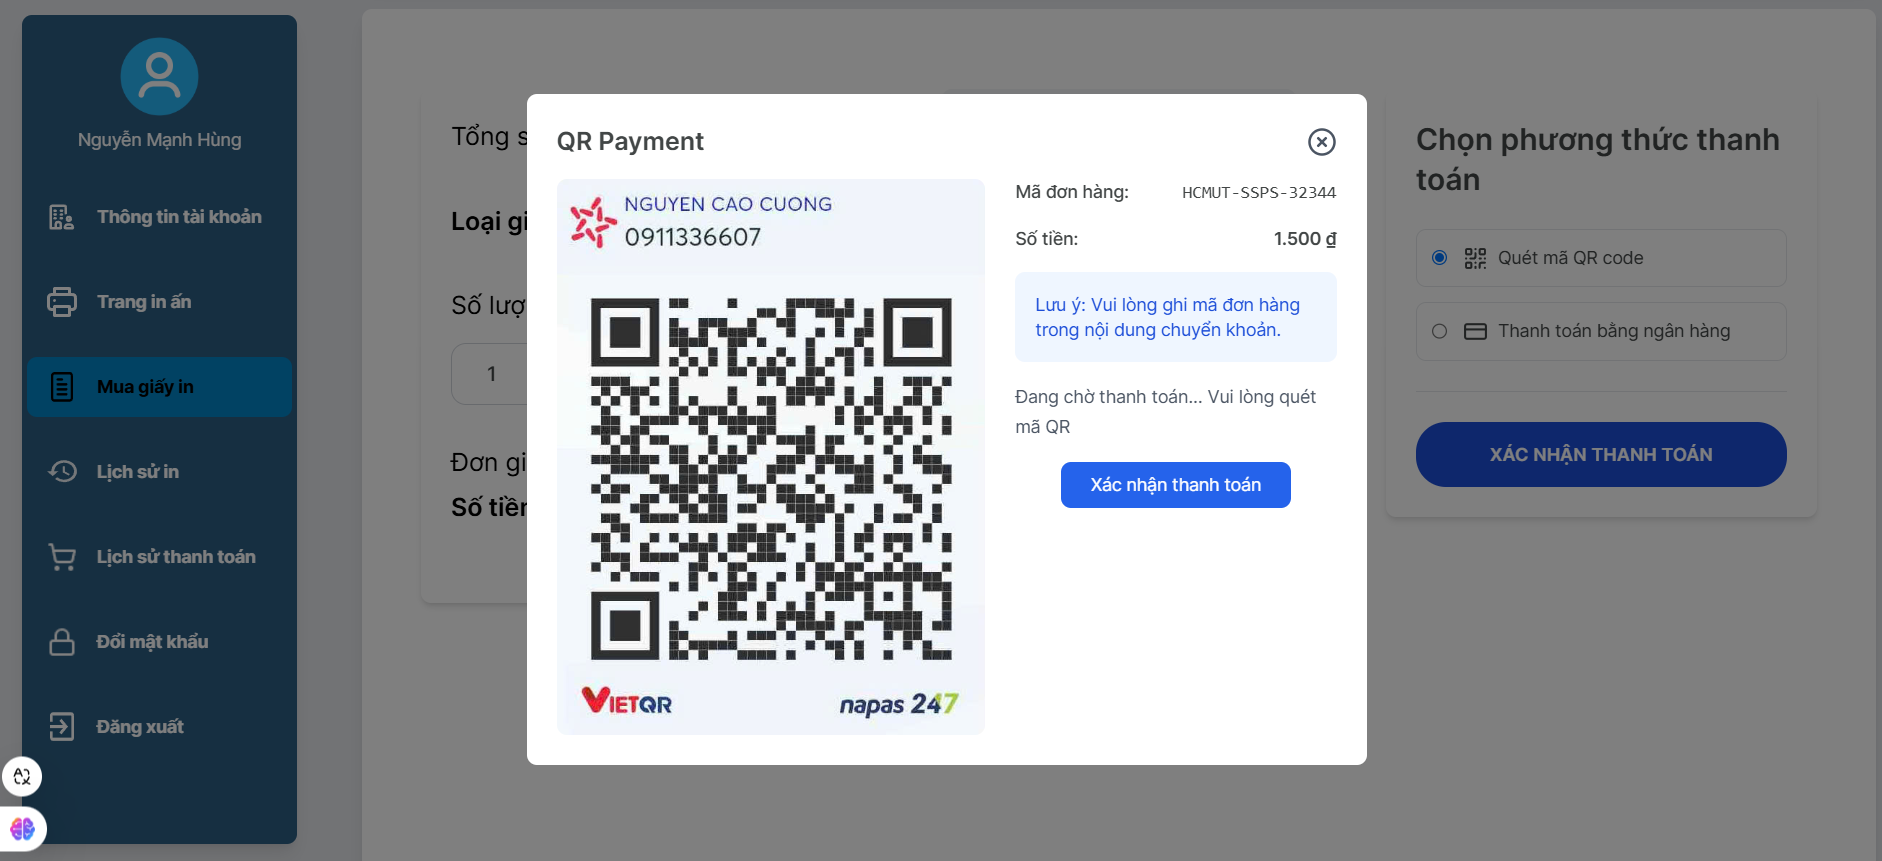 Nguyễn Mạnh Hùng
Thông tin tài khoản
Trang in ấn
Mua giấy in
Lịch sử in
Lịch sử thanh toán
Đổi mật khẩu
Đăng xuất
Tổng s
Loại gi
Số lượ
1
Đơn gi
Số tiền
QR Payment
NGUYEN CAO CUONG
0911336607
VIETQR
napas 247
Mã đơn hàng: HCMUT-SSPS-32344
Số tiền: 1.500 ₫
Lưu ý: Vui lòng ghi mã đơn hàng
trong nội dung chuyển khoản.
Đang chờ thanh toán... Vui lòng quét
mã QR
Xác nhận thanh toán
Chọn phương thức thanh
toán
Quét mã QR code
Thanh toán bằng ngân hàng
XÁC NHẬN THANH TOÁN